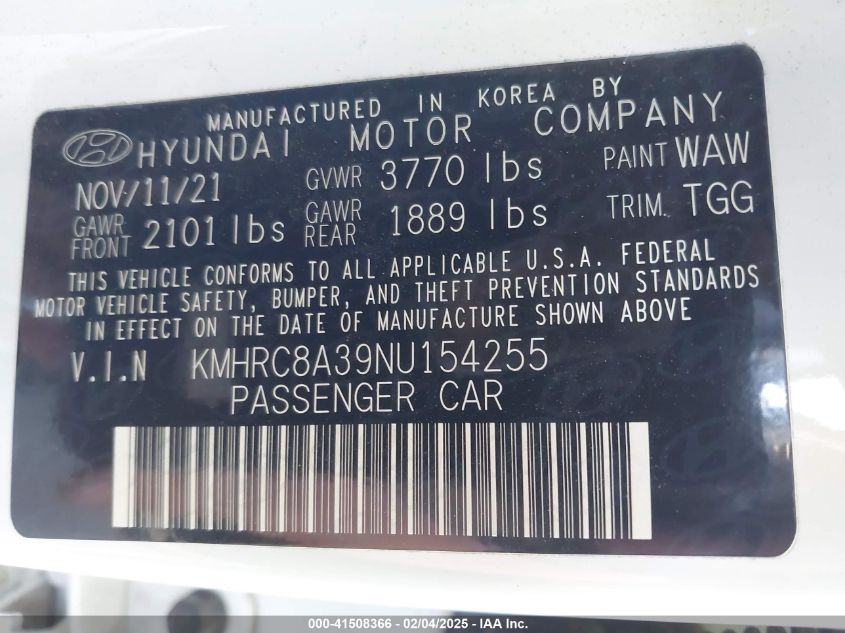 MANUFACTURED IN KOREA BY
HYUNDAI MOTOR COMPANY
NOV/11/21 GVWR 3770 lbs PAINT WAW
GAWR FRONT 2101 lbs GAWR REAR 1889 lbs TRIM. TGG
THIS VEHICLE CONFORMS TO ALL APPLICABLE U.S.A. FEDERAL
MOTOR VEHICLE SAFETY, BUMPER, AND THEFT PREVENTION STANDARDS
IN EFFECT ON THE DATE OF MANUFACTURE SHOWN ABOVE
V.I.N KMHRC8A39NU154255
PASSENGER CAR
000-41508366 - 02/04/2025 - IAA Inc.